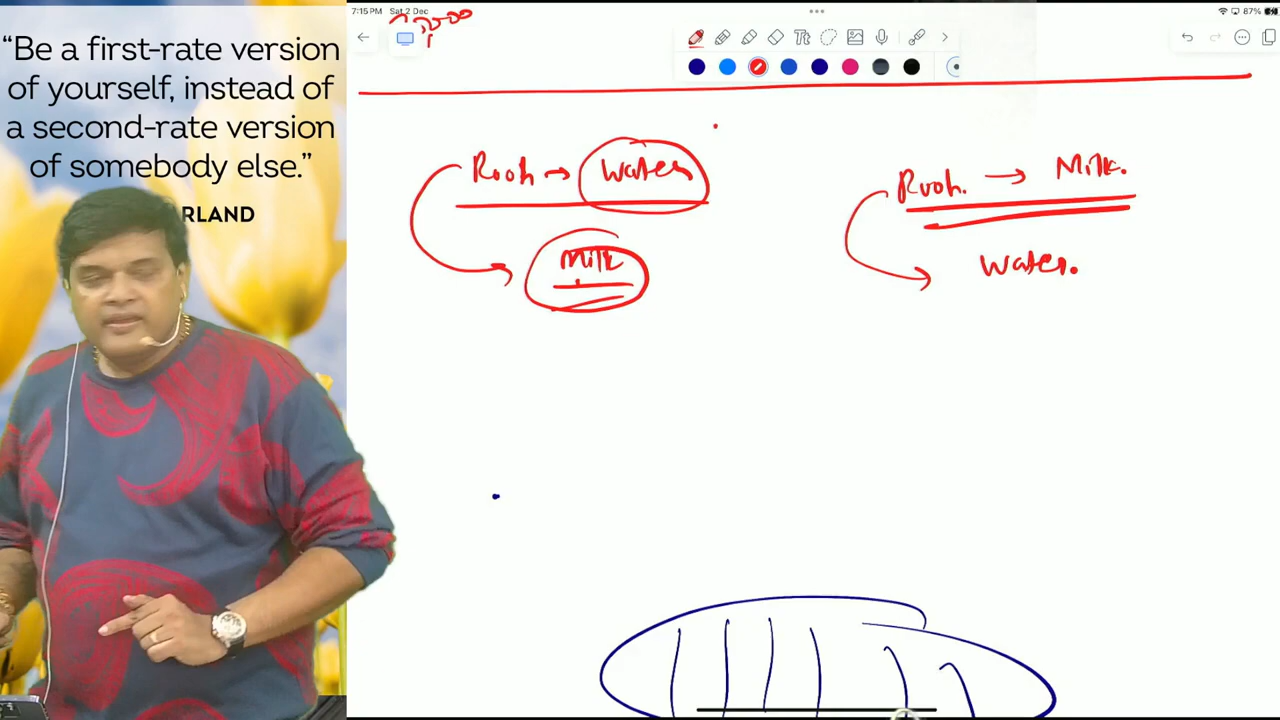 “Be a first-rate version
of yourself, instead of
a second-rate version
of somebody else.”
RLAND
7:15 PM Sat 2 Dec
87%
Tt
Rooh → Water
Milk
Rooh. → Milk.
Water.